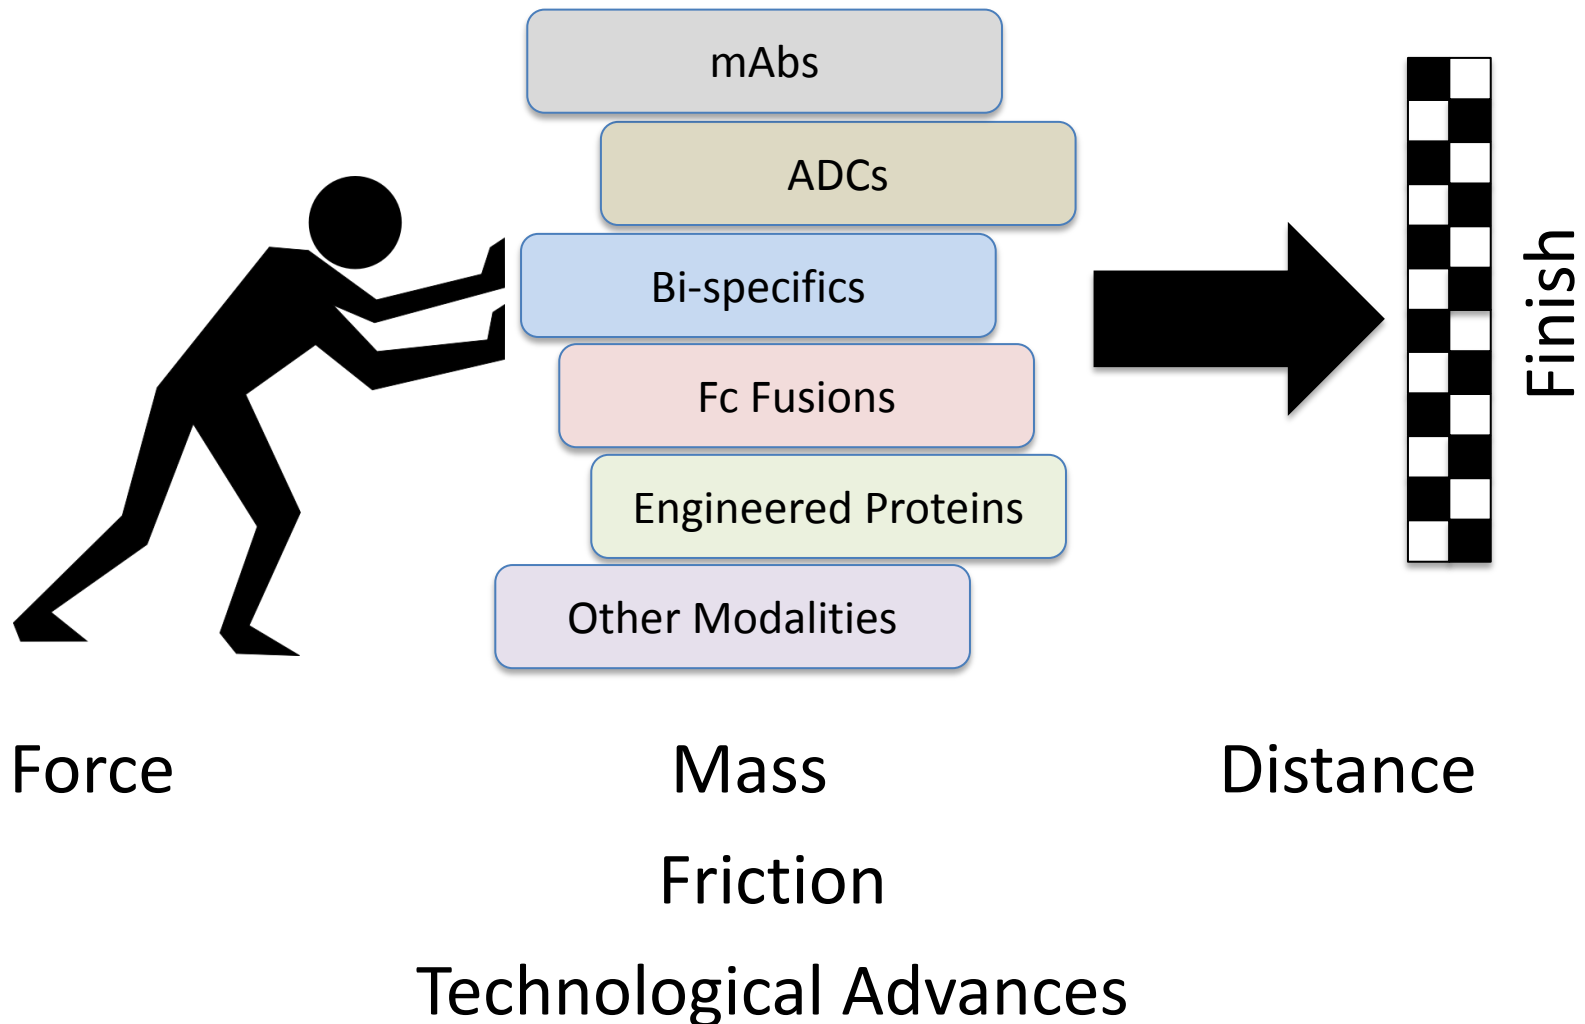 mAbs
ADCs
Bi-specifics
Fc Fusions
Engineered Proteins
Other Modalities
Finish
Force
Mass
Distance
Friction
Technological Advances